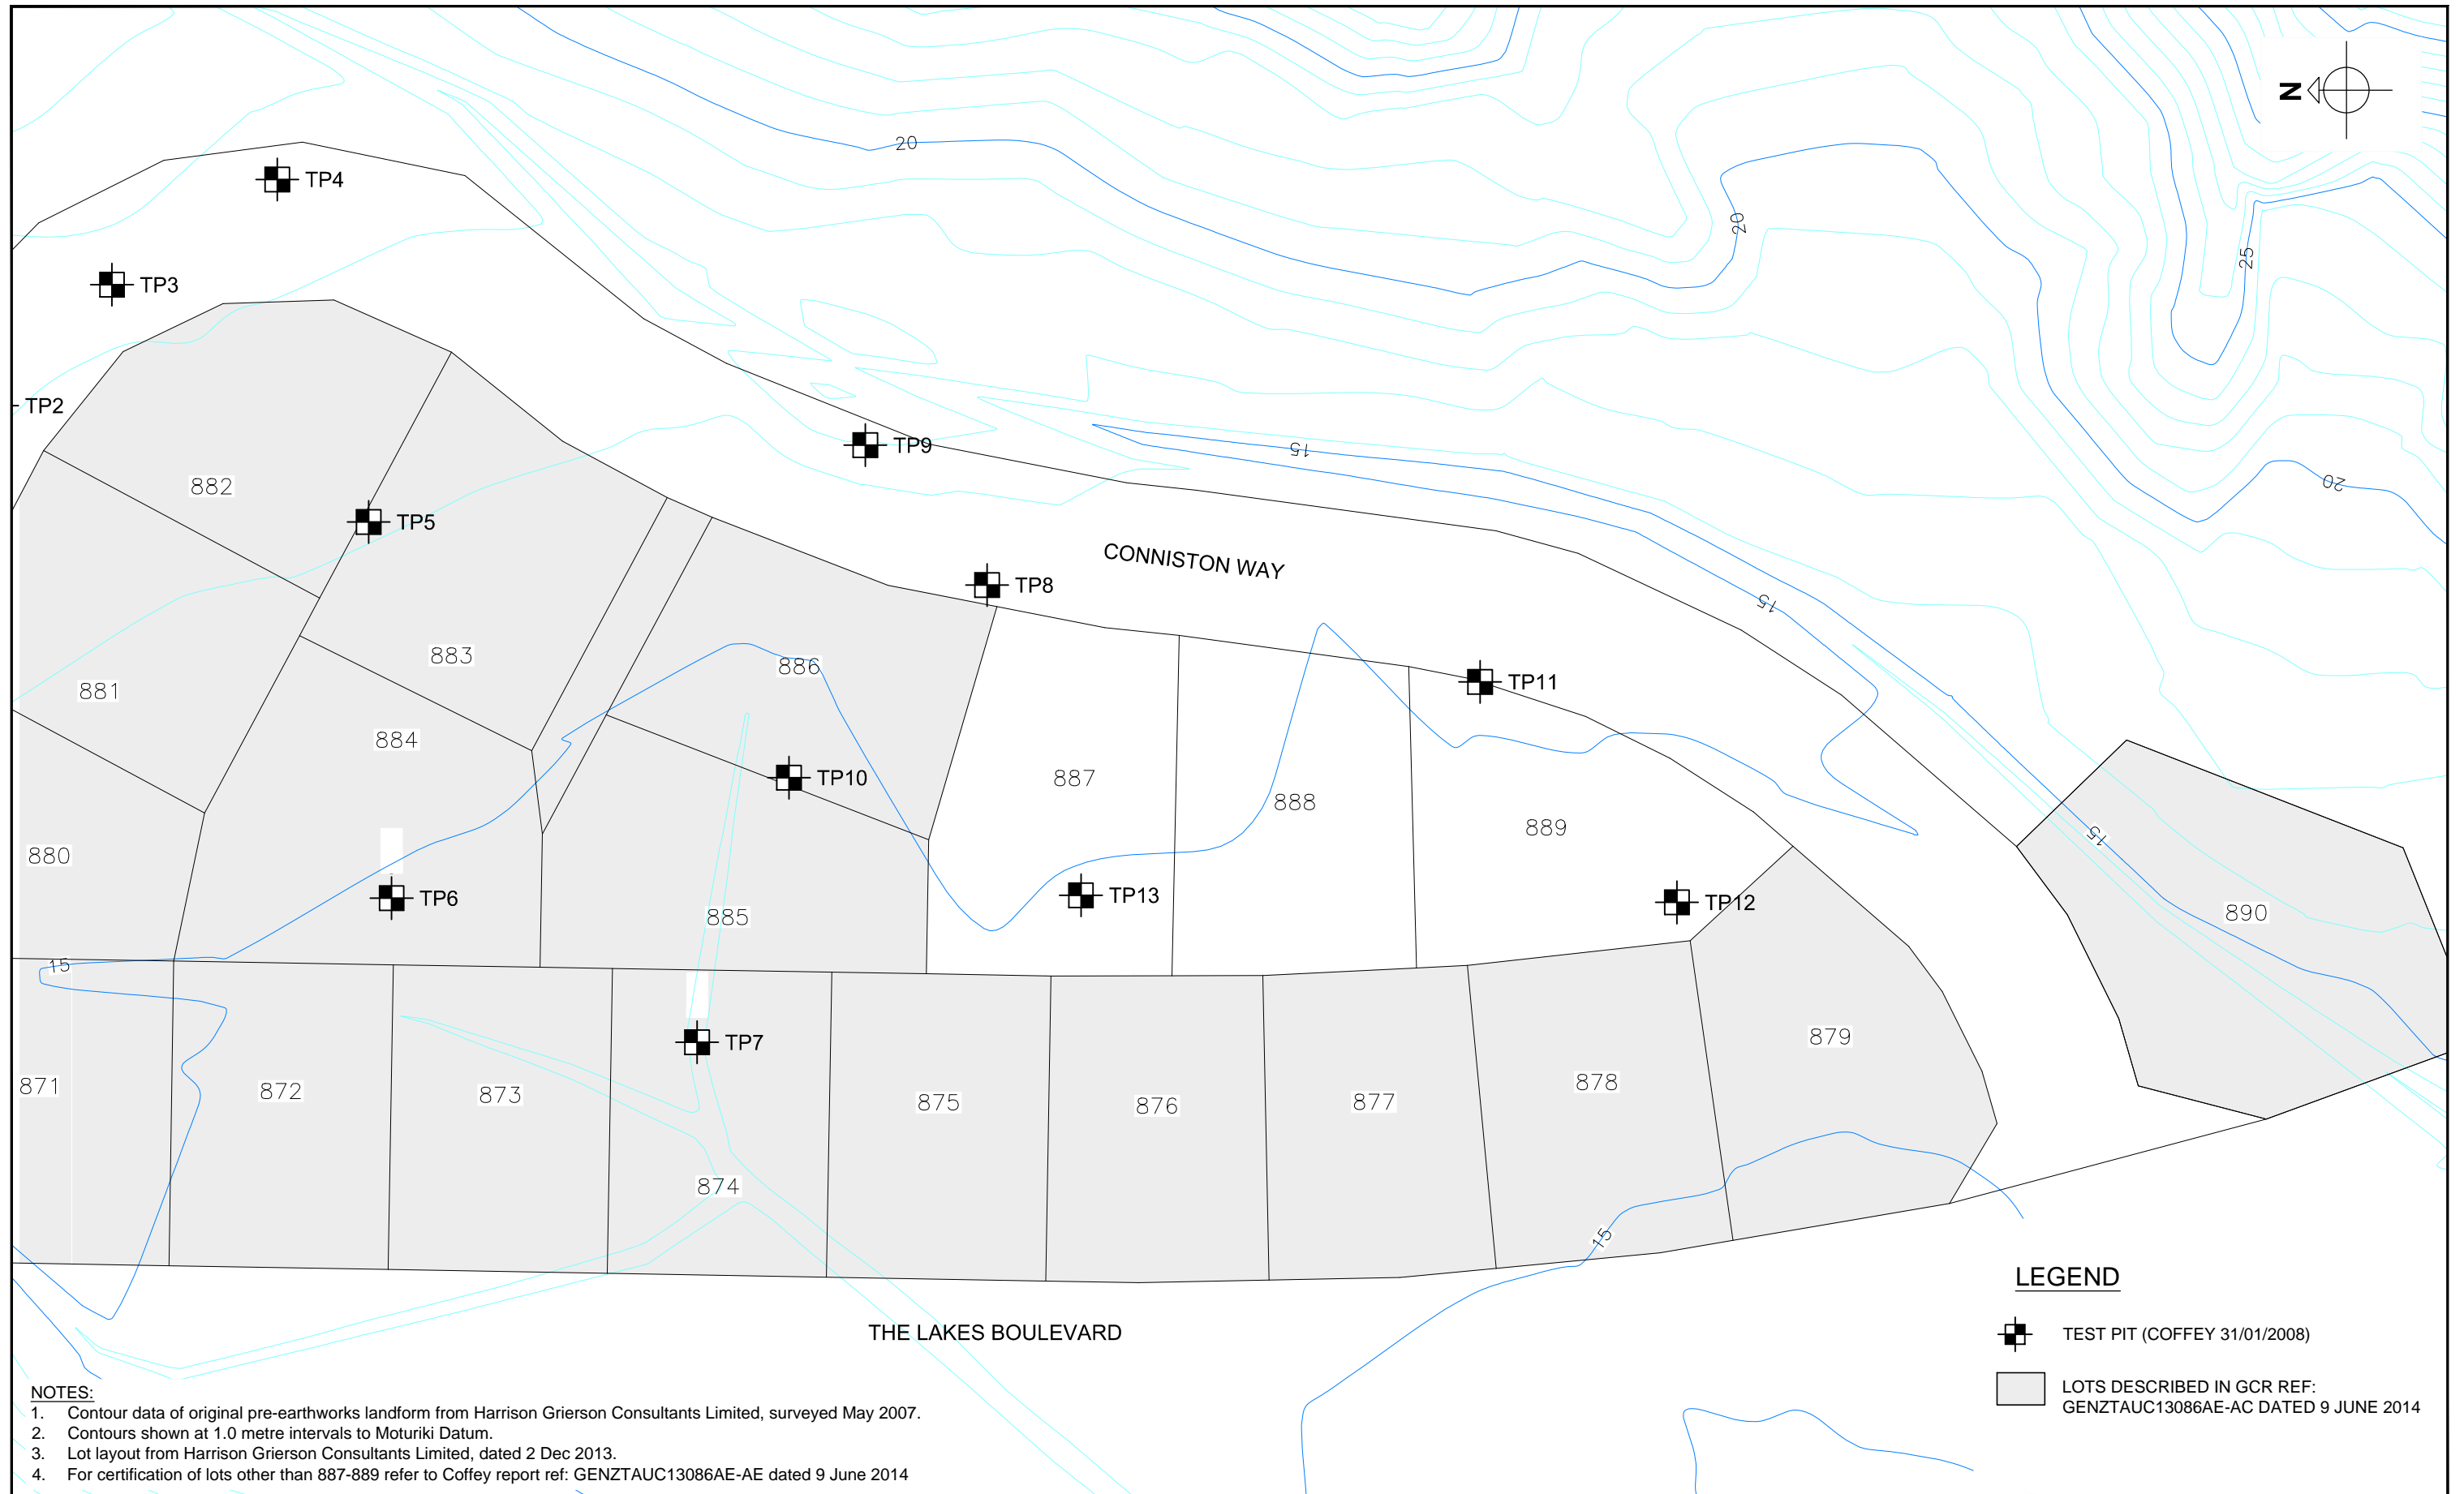 20
N
TP4
20
TP3
25
TP2
TP9
15
882
20
TP5
CONNISTON WAY
TP8
15
883
886
TP11
881
884
TP10
887
888
889
15
880
TP6
TP13
TP12
885
890
15
879
TP7
871
872
873
875
876
877
878
874
15
LEGEND
THE LAKES BOULEVARD
TEST PIT (COFFEY 31/01/2008)
LOTS DESCRIBED IN GCR REF:
GENZTAUC13086AE-AC DATED 9 JUNE 2014
NOTES:
1. Contour data of original pre-earthworks landform from Harrison Grierson Consultants Limited, surveyed May 2007.
2. Contours shown at 1.0 metre intervals to Moturiki Datum.
3. Lot layout from Harrison Grierson Consultants Limited, dated 2 Dec 2013.
4. For certification of lots other than 887-889 refer to Coffey report ref: GENZTAUC13086AE-AE dated 9 June 2014